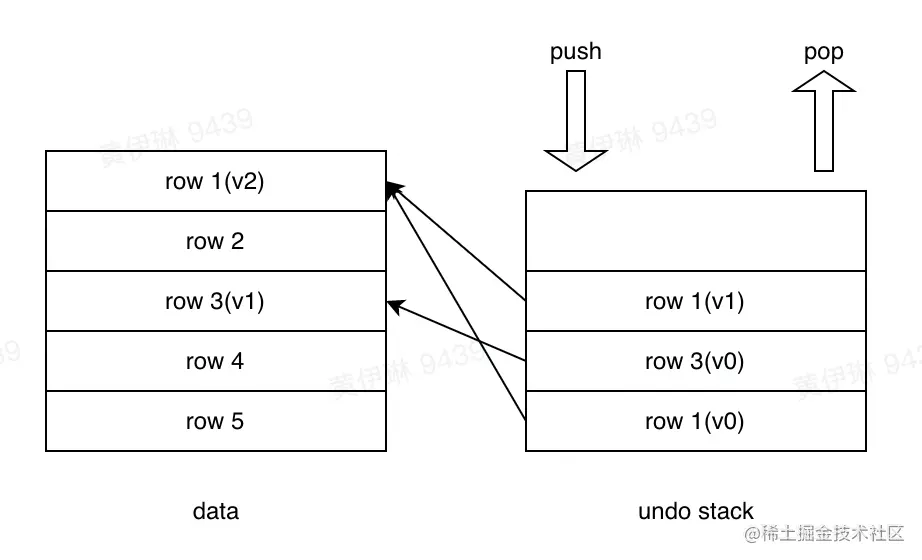 push
pop
黄伊琳 9439
黄伊琳 9439
row 1(v2)
row 2
row 3(v1)
row 4
row 5
row 1(v1)
row 3(v0)
row 1(v0)
9439
黄伊琳 9439
黄伊琳 943
data
undo stack
@稀土掘金技术社区